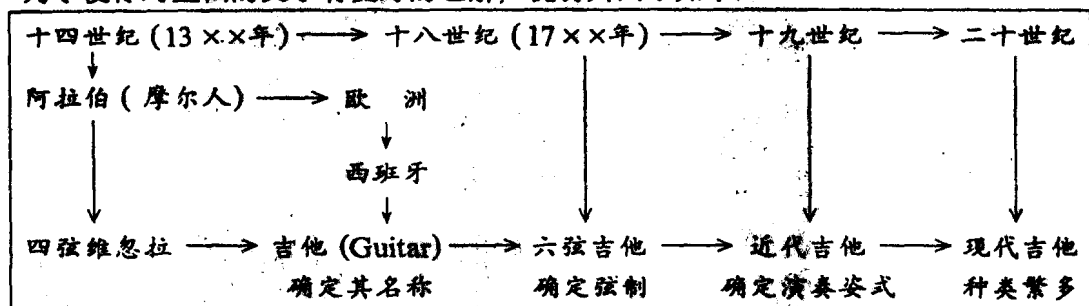 十四世纪(13××年)→十八世纪(17××年)→十九世纪→二十世纪
↓
阿拉伯(摩尔人)→欧 洲
↓
西班牙
↓
四弦维忽拉→吉他(Guitar)→六弦吉他→近代吉他→现代吉他
确定其名称 确定弦制 确定演奏姿式 种类繁多